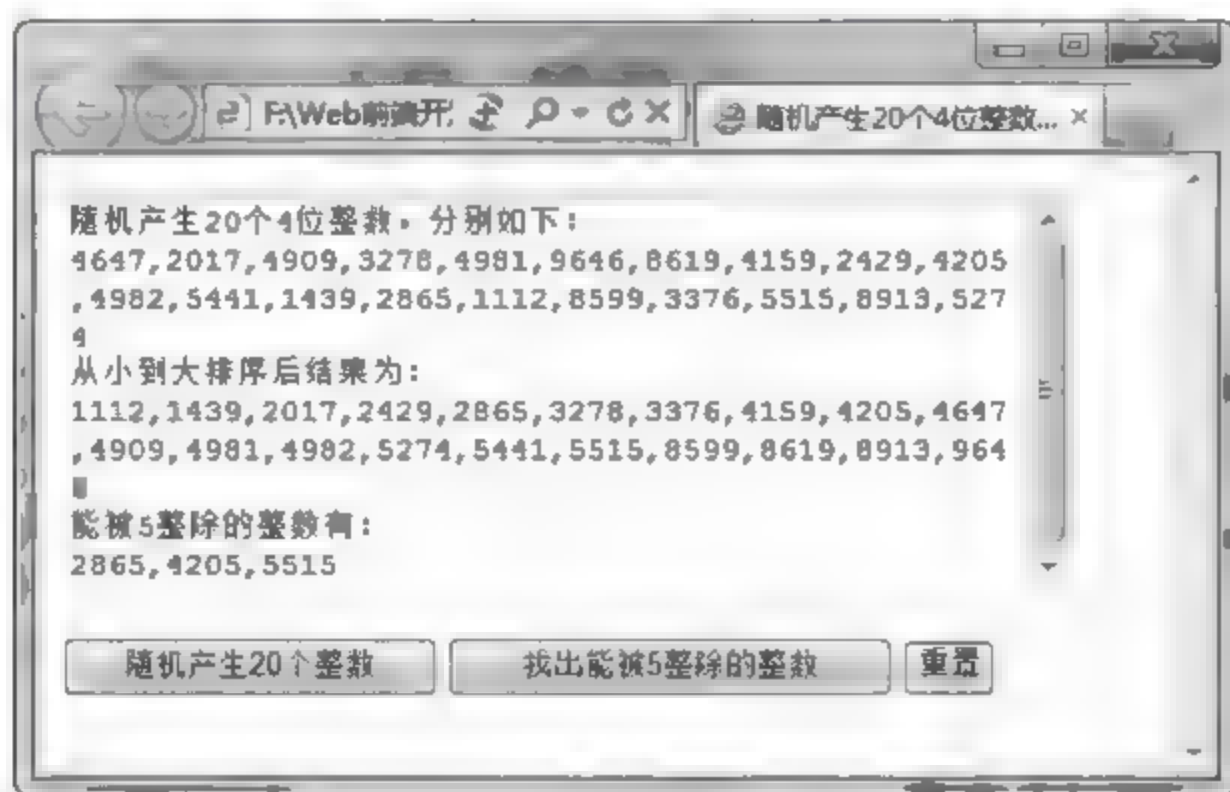 F:\Web前端开
随机产生20个4位整数... ×
随机产生20个4位整数，分别如下：
4647,2017,4909,3278,4981,9646,8619,4159,2429,4205
,4982,5441,1439,2865,1112,8599,3376,5515,8913,527
4
从小到大排序后结果为：
1112,1439,2017,2429,2865,3278,3376,4159,4205,4647
,4909,4981,4982,5274,5441,5515,8599,8619,8913,964
能被5整除的整数有：
2865,4205,5515
随机产生20个整数
找出能被5整除的整数
重置